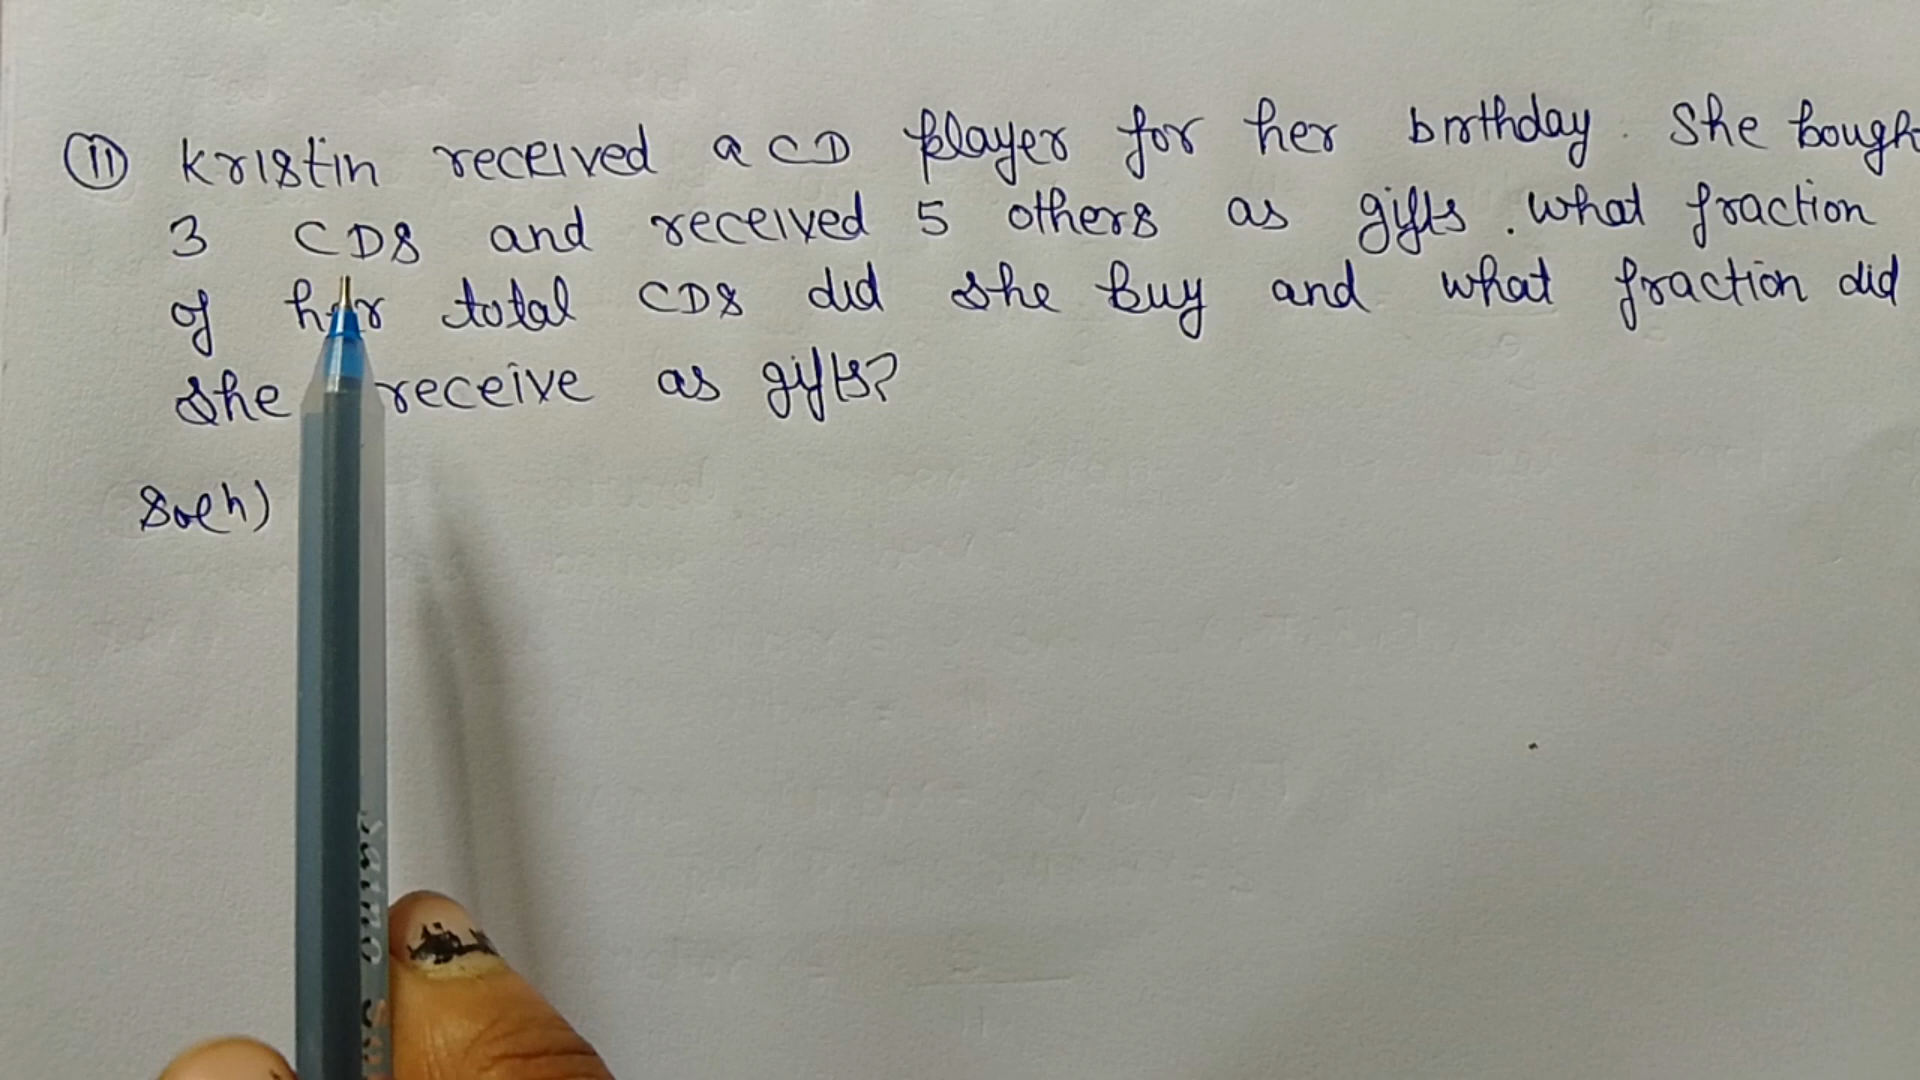 11 Kristin received a CD player for her birthday. She bough
3 CDs and received 5 others as gifts. what fraction
of her total CDs did she buy and what fraction did
she receive as gifts?
Soln)